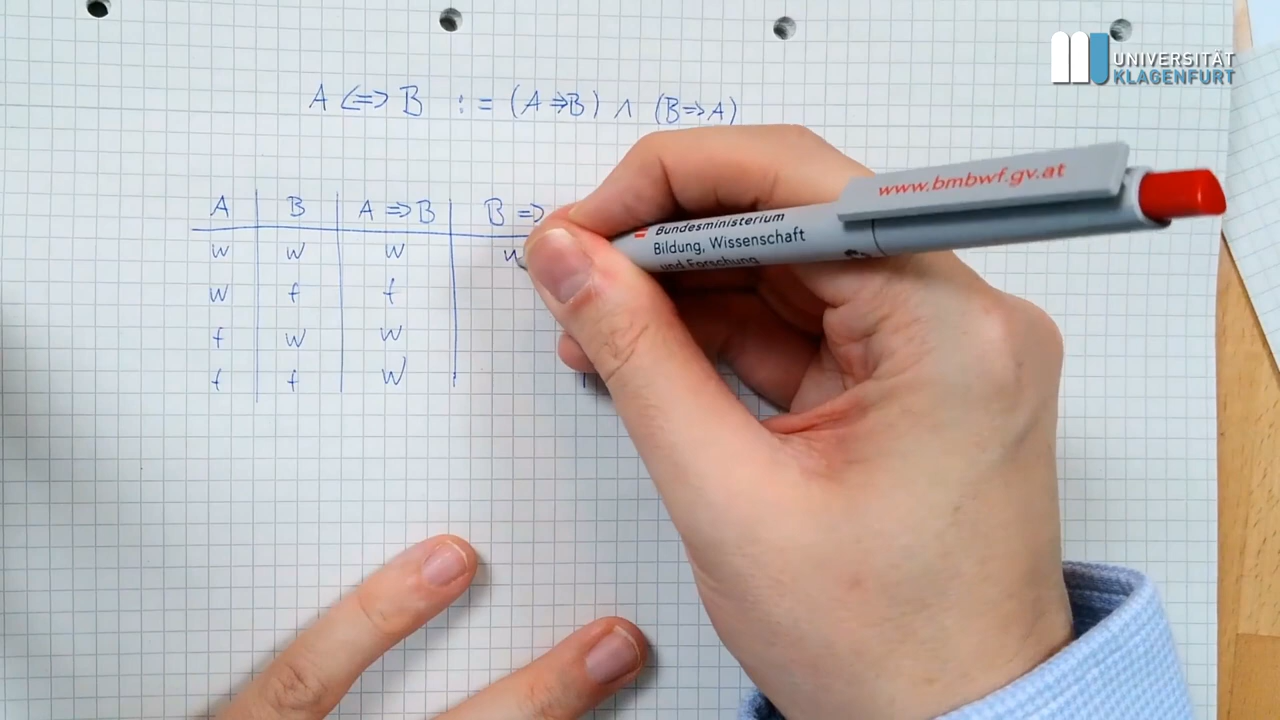 UNIVERSITÄT
KLAGENFURT
A <=> B := (A => B) ∧ (B => A)
www.bmbwf.gv.at
Bundesministerium
Bildung, Wissenschaft
und Forschung
A B A => B B =>
w w w w
w f f
f w w
f f w